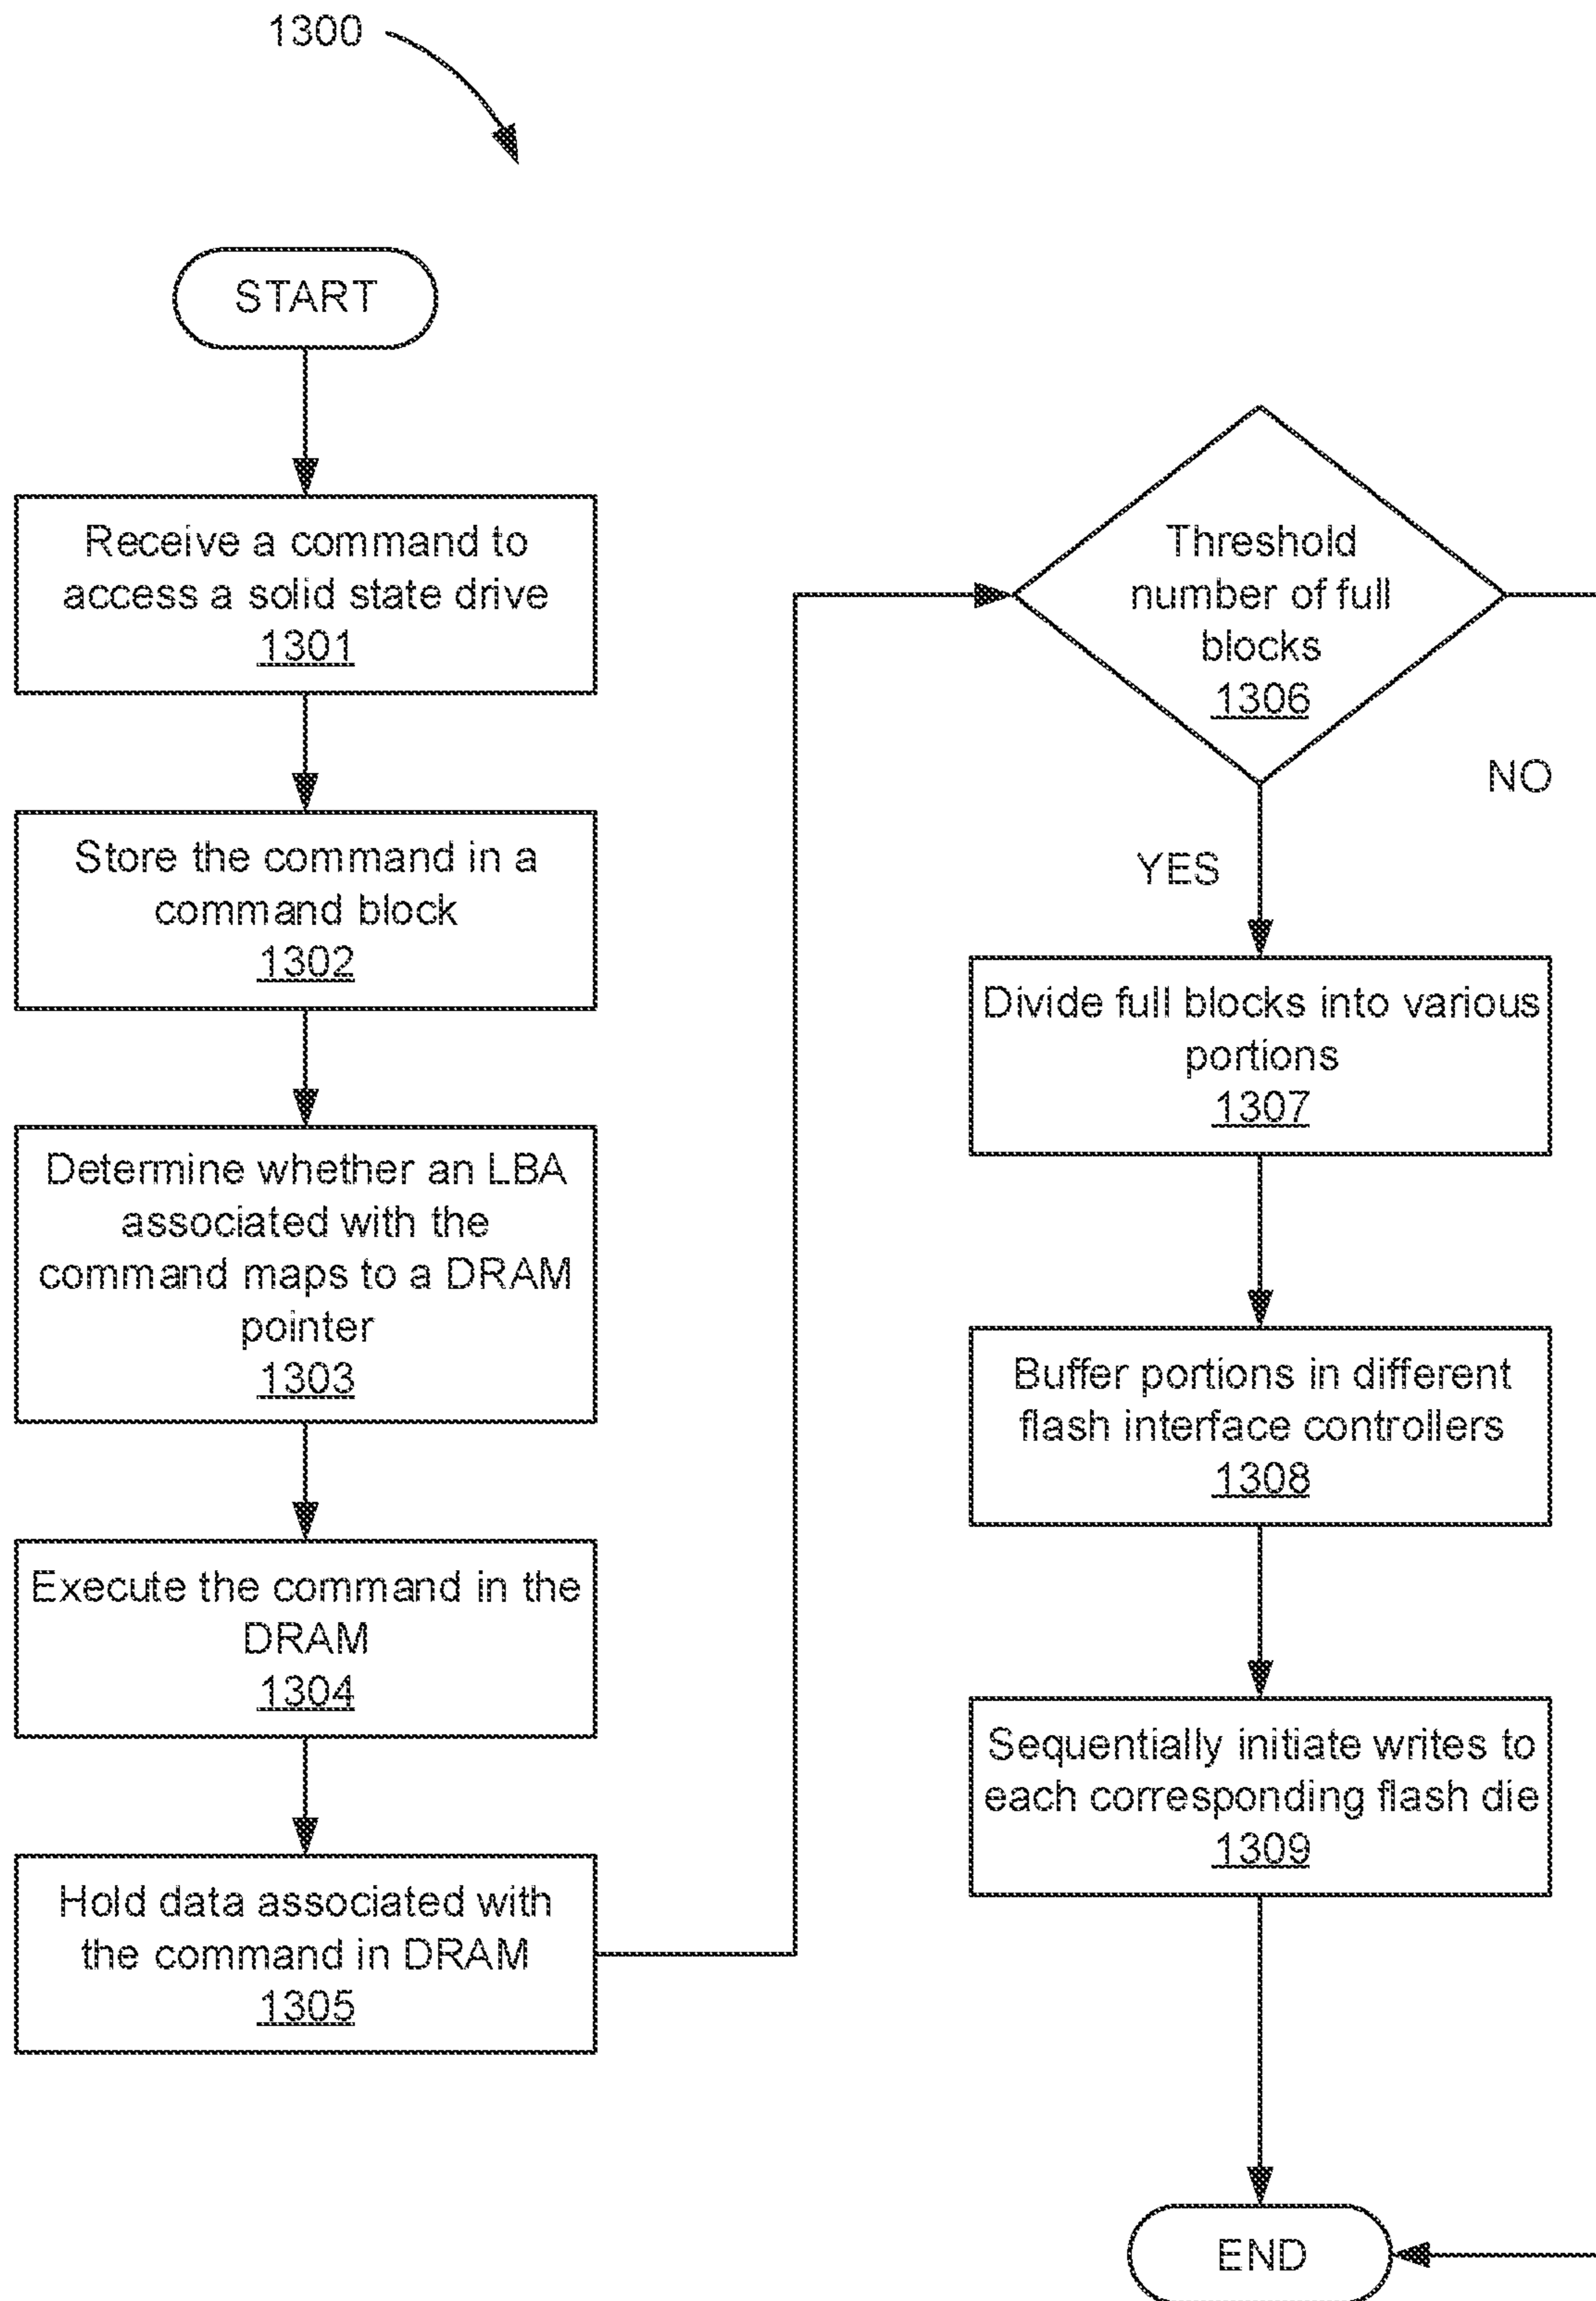 1300
START
Receive a command to
access a solid state drive
1301
Store the command in a
command block
1302
Determine whether an LBA
associated with the
command maps to a DRAM
pointer
1303
Execute the command in the
DRAM
1304
Hold data associated with
the command in DRAM
1305
Threshold
number of full
blocks
1306
NO
YES
Divide full blocks into various
portions
1307
Buffer portions in different
flash interface controllers
1308
Sequentially initiate writes to
each corresponding flash die
1309
END